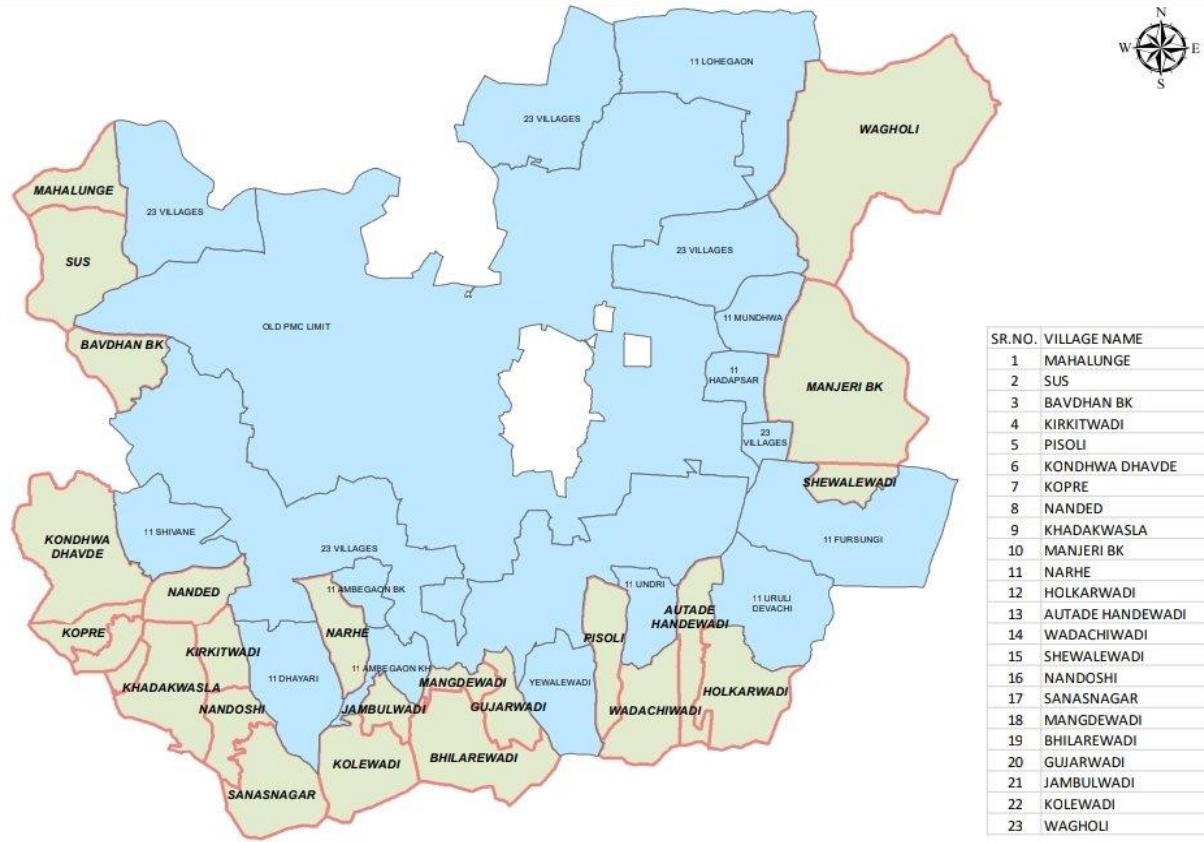 N
W E
S
11 LOHEGAON
23 VILLAGES
WAGHOLI
MAHALUNGE
23 VILLAGES
SUS
23 VILLAGES
OLD PMC LIMIT
11 MUNDHWA
BAVDHAN BK
11
HADAPSAR
MANJERI BK
23
VILLAGES
SHEWALEWADI
11 SHIVANE
KONDHWA
DHAVDE
23 VILLAGES
11 FURSUNGI
NANDED
11 AMBEGAON BK
11 UNDRI
11 URULI
DEVACHI
AUTADE
HANDEWADI
KOPRE
NARHE
PISOLI
KIRKITWADI
11 AMBEGAON KH
11 DHAYARI
MANGDEWADI
YEWALEWADI
KHADAKWASLA
HOLKARWADI
NANDOSHI
JAMBULWADI
GUJARWADI
WADACHIWADI
BHILAREWADI
KOLEWADI
SANASNAGAR
SR.NO. VILLAGE NAME
1 MAHALUNGE
2 SUS
3 BAVDHAN BK
4 KIRKITWADI
5 PISOLI
6 KONDHWA DHAVDE
7 KOPRE
8 NANDED
9 KHADAKWASLA
10 MANJERI BK
11 NARHE
12 HOLKARWADI
13 AUTADE HANDEWADI
14 WADACHIWADI
15 SHEWALEWADI
16 NANDOSHI
17 SANASNAGAR
18 MANGDEWADI
19 BHILAREWADI
20 GUJARWADI
21 JAMBULWADI
22 KOLEWADI
23 WAGHOLI